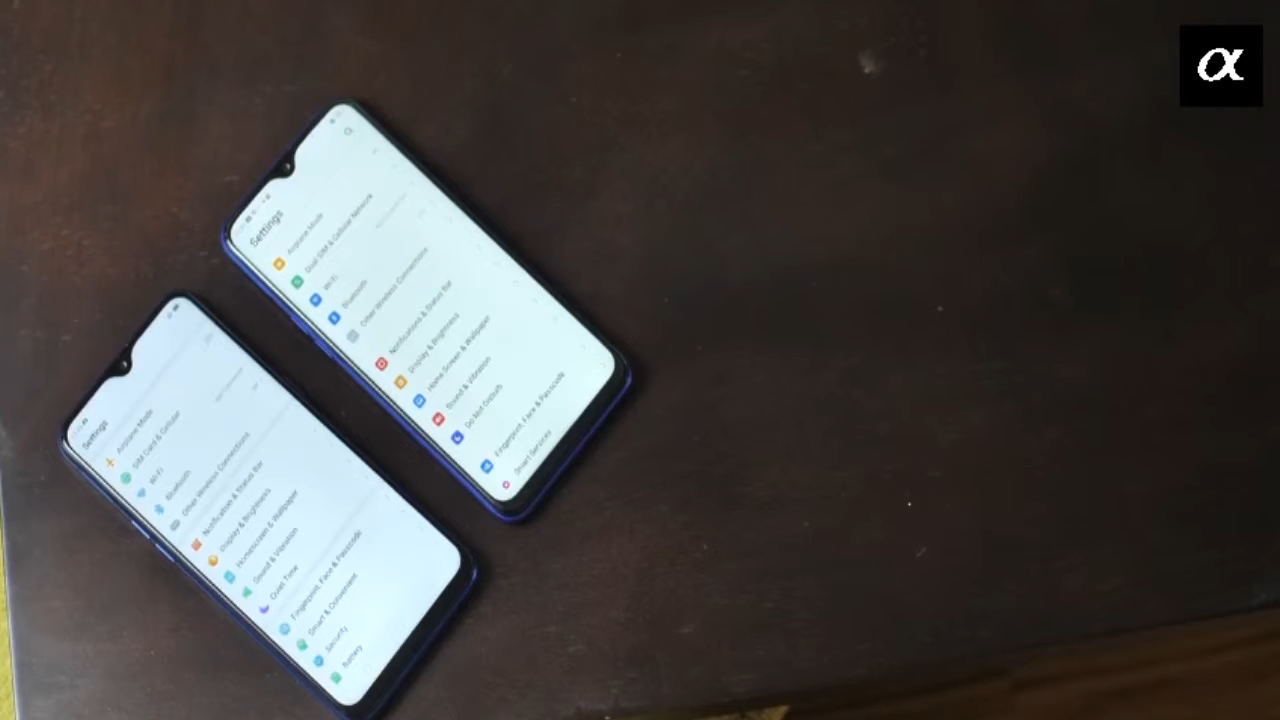 α
Settings
Airplane Mode
Dual SIM & Cellular Network
Wi-Fi
Bluetooth
Other Wireless Connections
Notifications & Status Bar
Display & Brightness
Home Screen & Wallpaper
Sound & Vibration
Do Not Disturb
Fingerprint, Face & Passcode
Smart Services
Settings
Airplane Mode
SIM Card & Cellular
Wi-Fi
Bluetooth
Other Wireless Connections
Notification & Status Bar
Display & Brightness
Homescreen & Wallpaper
Sound & Vibration
Quiet Time
Fingerprint, Face & Passcode
Smart & Convenient
Security
Battery